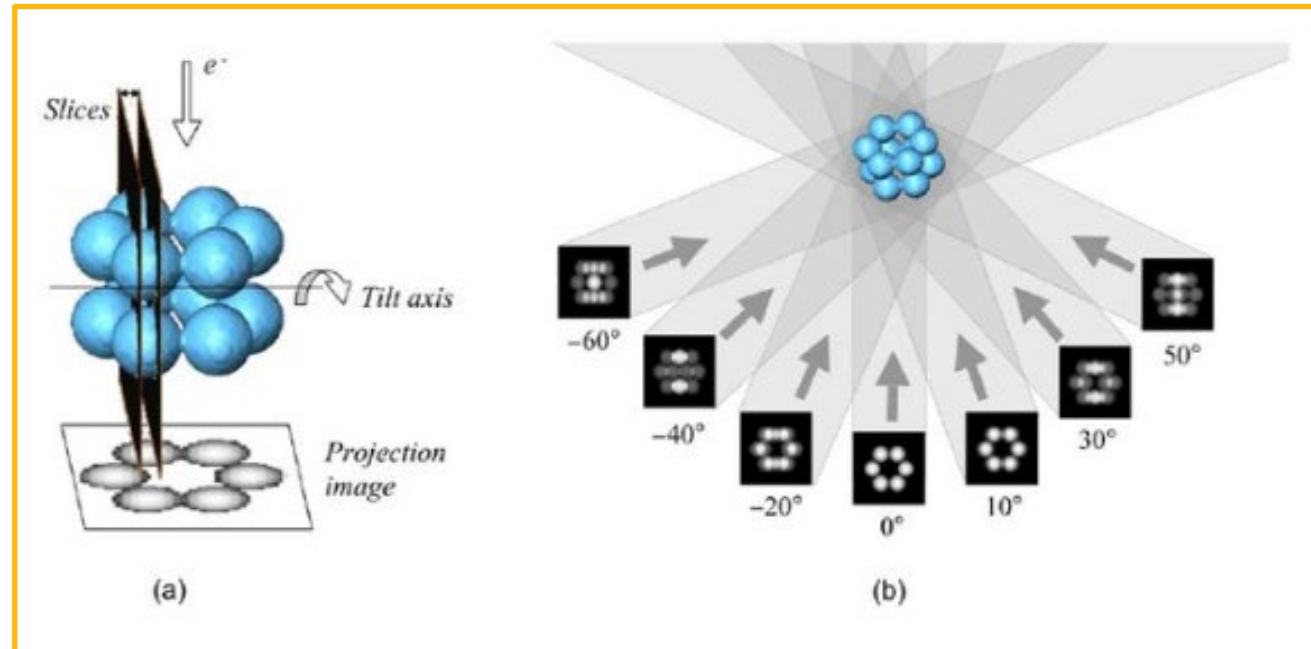 e-
Slices
Tilt axis
Projection
image
(a)
−60°
−40°
−20°
0°
10°
30°
50°
(b)